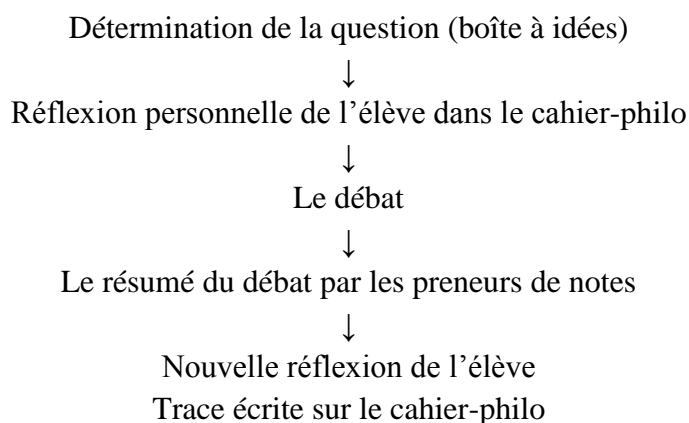 Détermination de la question (boîte à idées)
↓
Réflexion personnelle de l’élève dans le cahier-philo
↓
Le débat
↓
Le résumé du débat par les preneurs de notes
↓
Nouvelle réflexion de l’élève
Trace écrite sur le cahier-philo